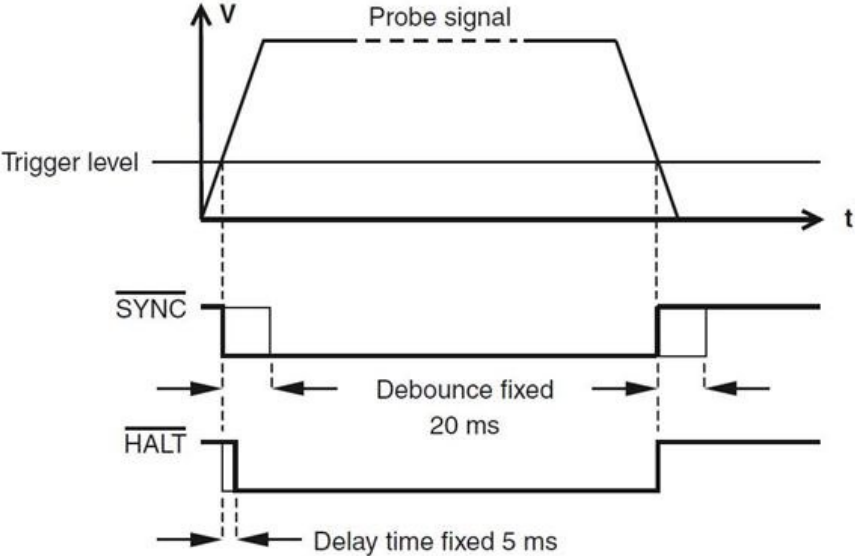 V
Probe signal
Trigger level
t
SYNC
Debounce fixed
20 ms
HALT
Delay time fixed 5 ms